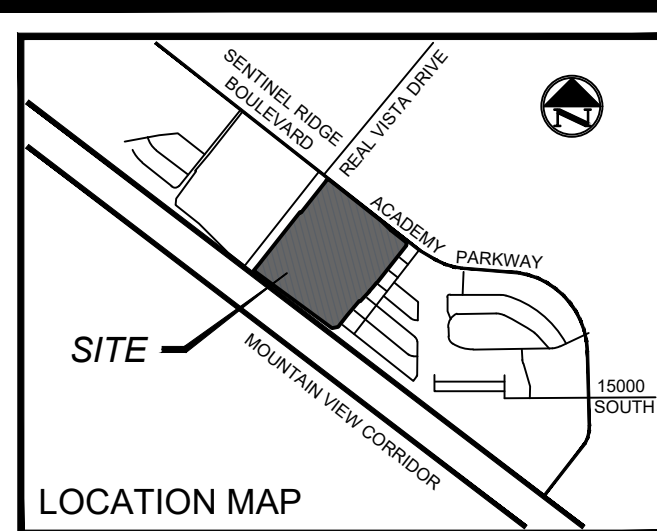 SENTINEL RIDGE
BOULEVARD
REAL VISTA DRIVE
N
ACADEMY
PARKWAY
SITE
MOUNTAIN VIEW CORRIDOR
15000
SOUTH
LOCATION MAP